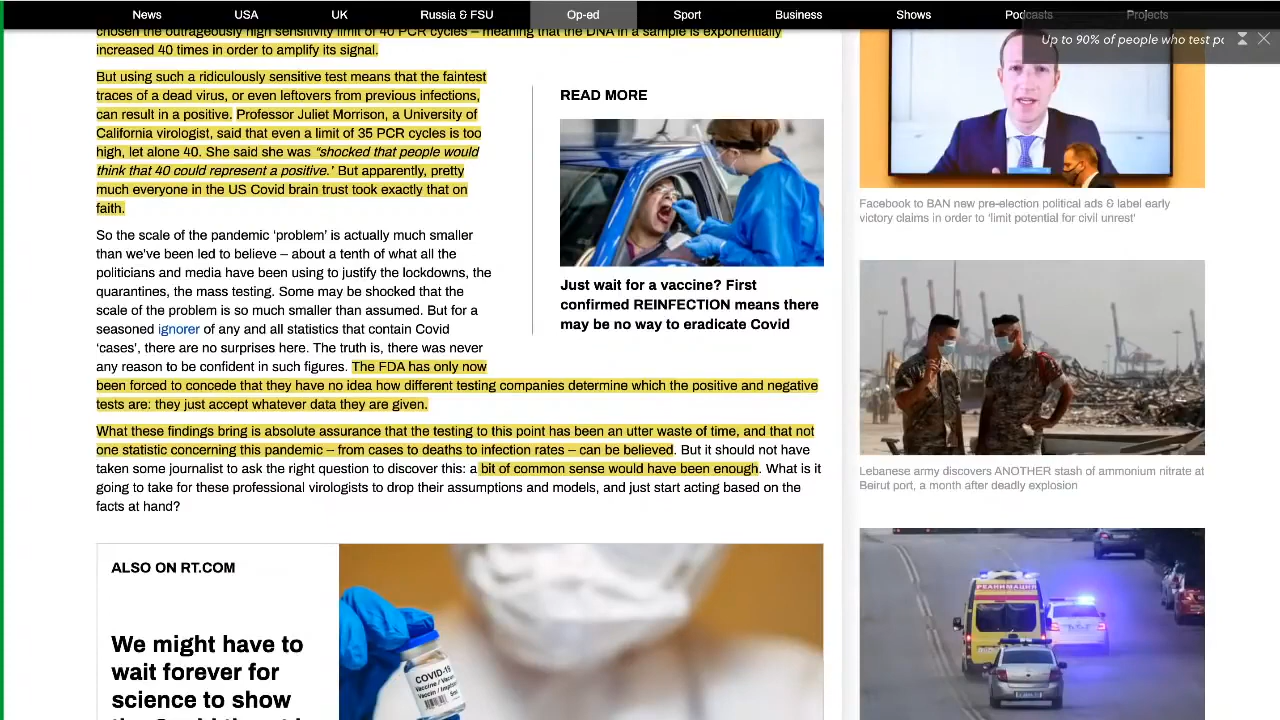 News USA UK Russia & FSU Op-ed Sport Business Shows Podcasts Projects
Up to 90% of people who test po
chosen the outrageously high sensitivity limit of 40 PCR cycles – meaning that the DNA in a sample is exponentially
increased 40 times in order to amplify its signal.
But using such a ridiculously sensitive test means that the faintest
traces of a dead virus, or even leftovers from previous infections,
can result in a positive. Professor Juliet Morrison, a University of
California virologist, said that even a limit of 35 PCR cycles is too
high, let alone 40. She said she was “shocked that people would
think that 40 could represent a positive.’ But apparently, pretty
much everyone in the US Covid brain trust took exactly that on
faith.
So the scale of the pandemic ‘problem’ is actually much smaller
than we’ve been led to believe – about a tenth of what all the
politicians and media have been using to justify the lockdowns, the
quarantines, the mass testing. Some may be shocked that the
scale of the problem is so much smaller than assumed. But for a
seasoned ignorer of any and all statistics that contain Covid
‘cases’, there are no surprises here. The truth is, there was never
any reason to be confident in such figures. The FDA has only now
been forced to concede that they have no idea how different testing companies determine which the positive and negative
tests are: they just accept whatever data they are given.
What these findings bring is absolute assurance that the testing to this point has been an utter waste of time, and that not
one statistic concerning this pandemic – from cases to deaths to infection rates – can be believed. But it should not have
taken some journalist to ask the right question to discover this: a bit of common sense would have been enough. What is it
going to take for these professional virologists to drop their assumptions and models, and just start acting based on the
facts at hand?
READ MORE
Just wait for a vaccine? First
confirmed REINFECTION means there
may be no way to eradicate Covid
ALSO ON RT.COM
We might have to
wait forever for
science to show
COVID-19
Vaccine / Vaccin
Facebook to BAN new pre-election political ads & label early
victory claims in order to ‘limit potential for civil unrest’
Lebanese army discovers ANOTHER stash of ammonium nitrate at
Beirut port, a month after deadly explosion
РЕАНИМАЦИЯ